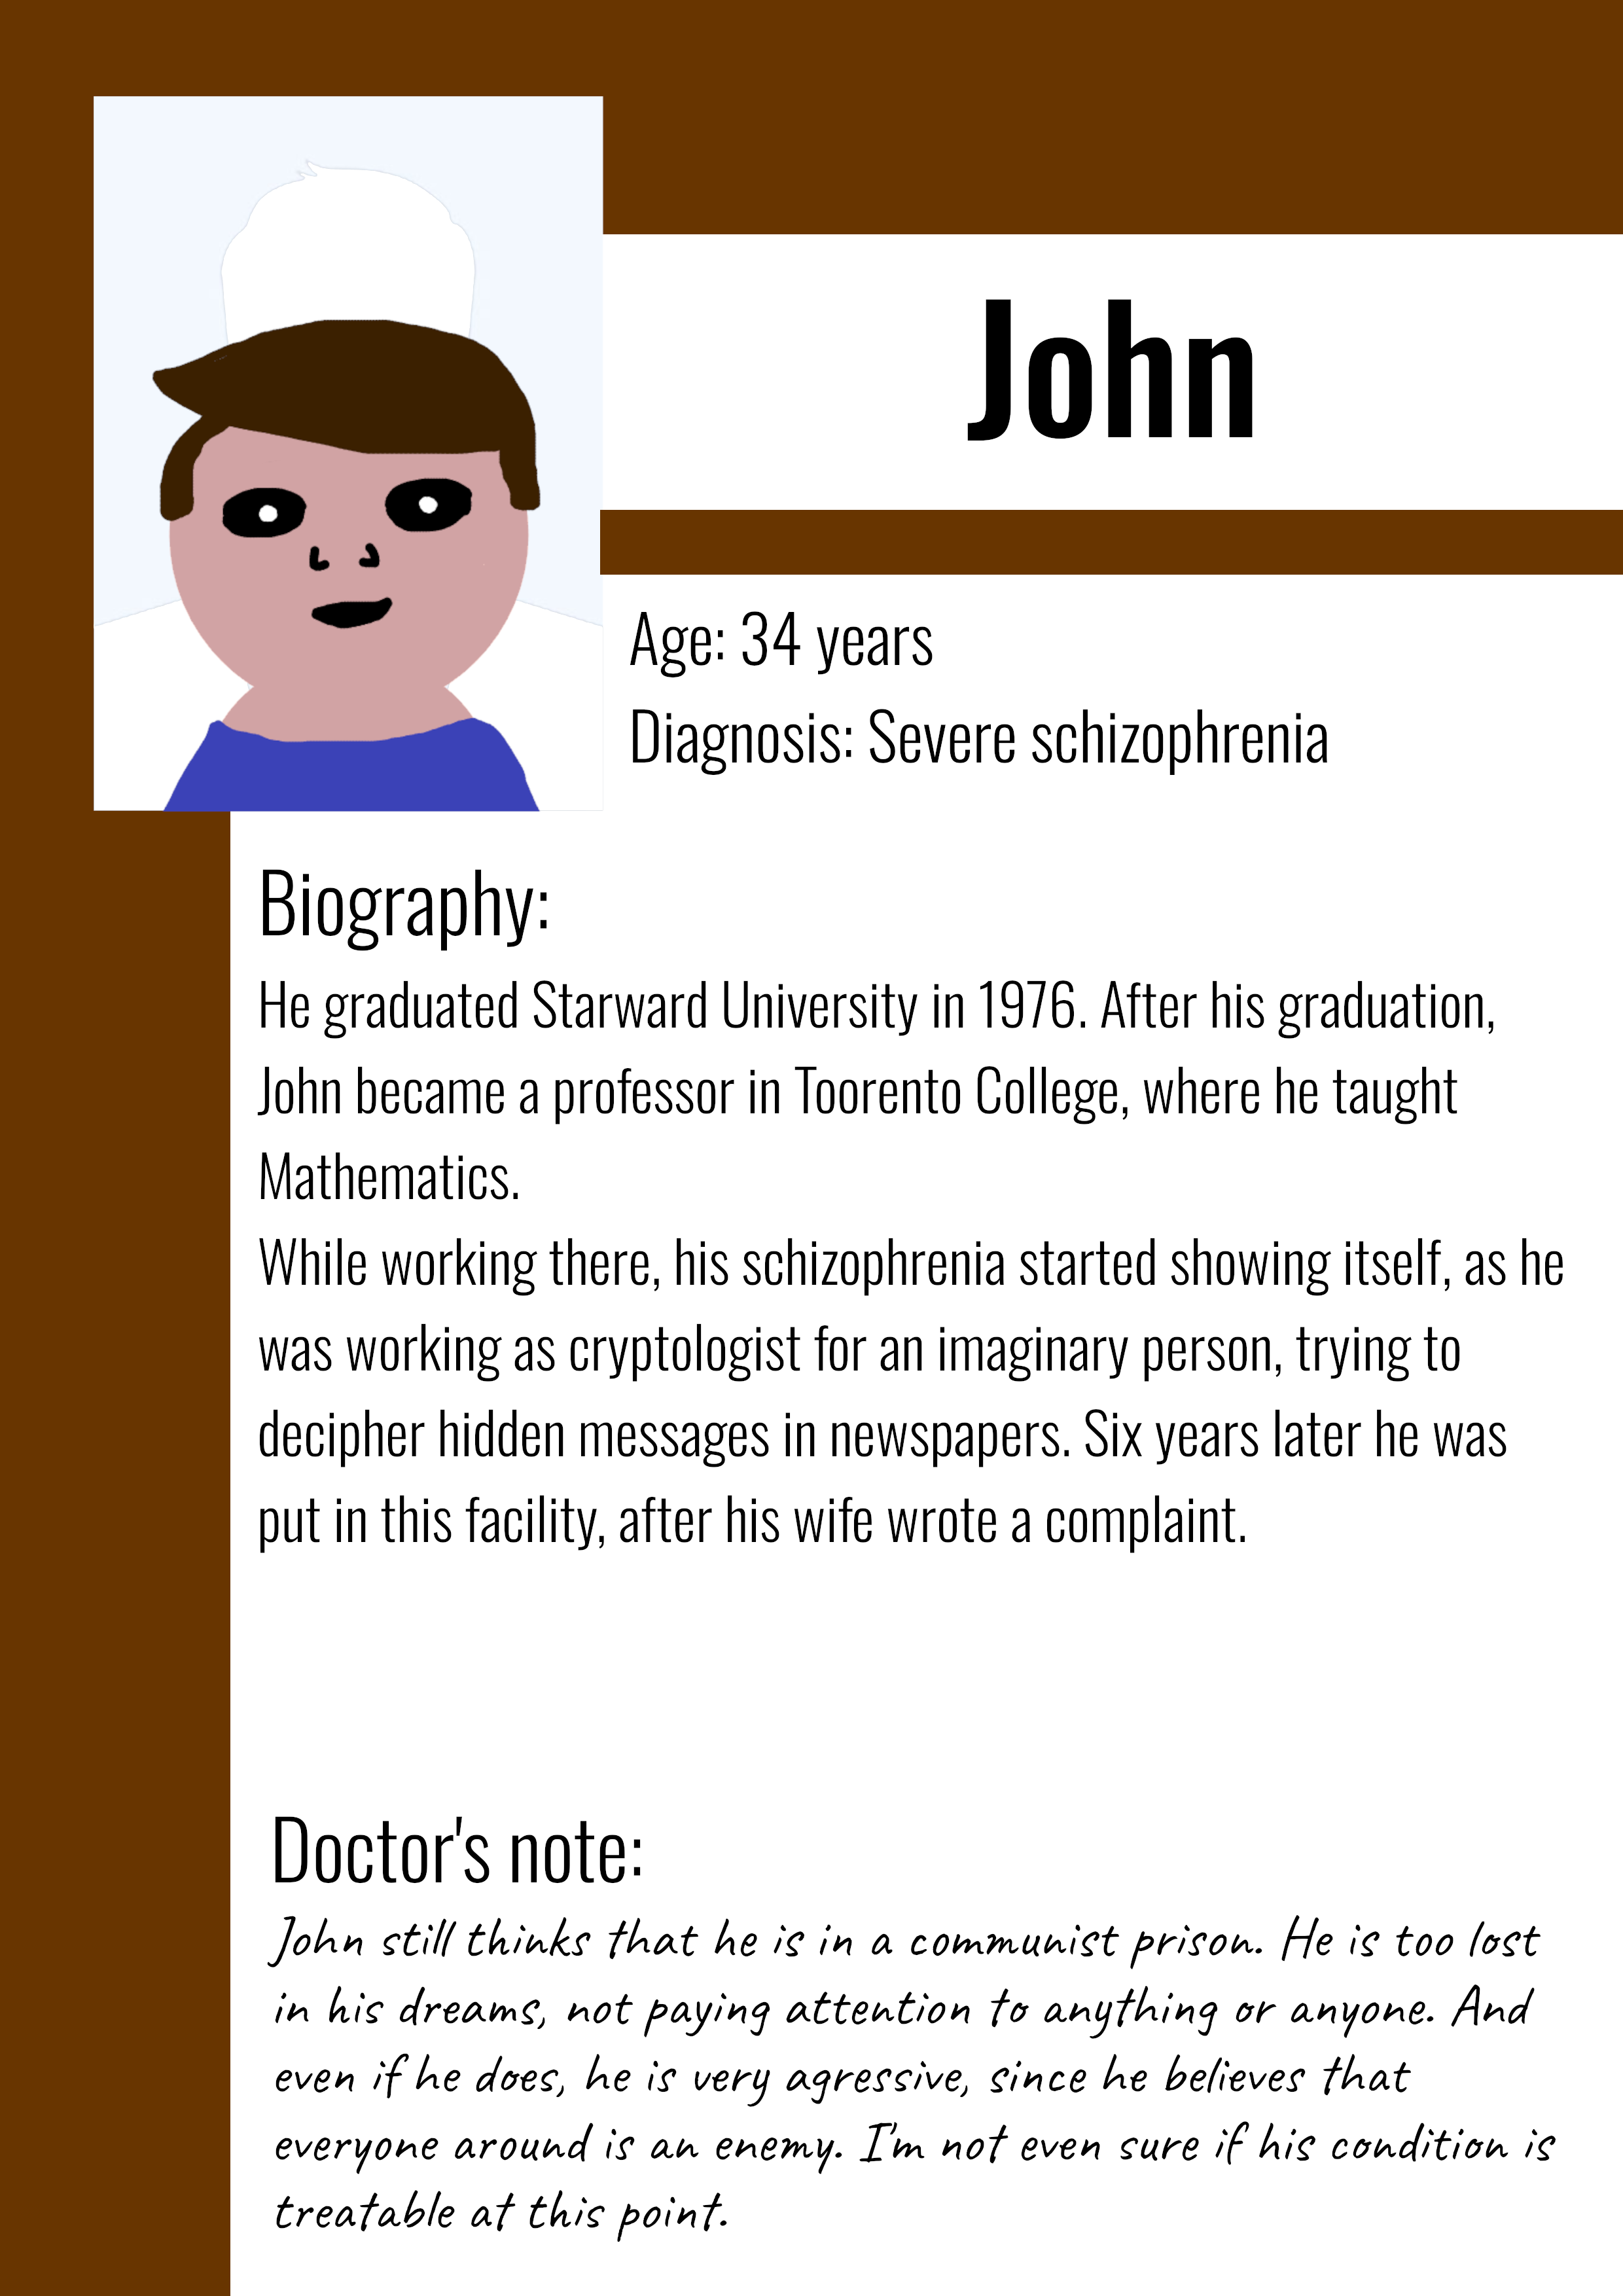 John
Age: 34 years
Diagnosis: Severe schizophrenia
Biography:
He graduated Starward University in 1976. After his graduation,
John became a professor in Toorento College, where he taught
Mathematics.
While working there, his schizophrenia started showing itself, as he
was working as cryptologist for an imaginary person, trying to
decipher hidden messages in newspapers. Six years later he was
put in this facility, after his wife wrote a complaint.
Doctor's note:
John still thinks that he is in a communist prison. He is too lost
in his dreams, not paying attention to anything or anyone. And
even if he does, he is very agressive, since he believes that
everyone around is an enemy. I'm not even sure if his condition is
treatable at this point.